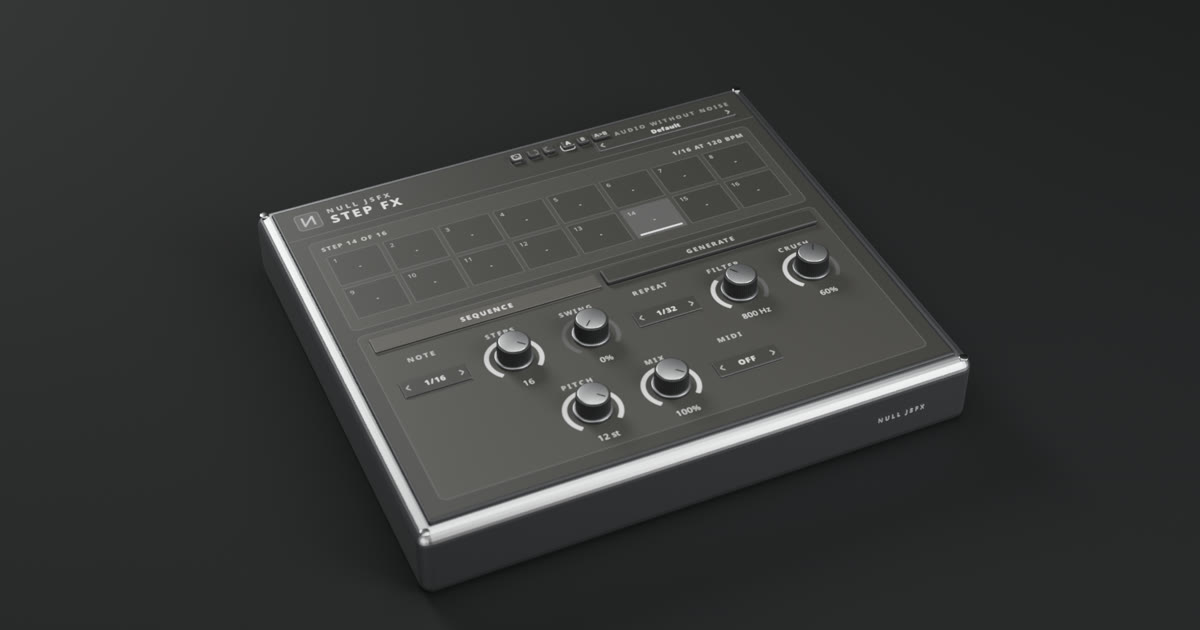 NULL JSFX
STEP FX
A B A>B
AUDIO WITHOUT NOISE
< Default >
STEP 14 OF 16
1/16 AT 120 BPM
1 - 2 - 3 - 4 - 5 - 6 - 7 - 8 -
9 - 10 - 11 - 12 - 13 - 14 - 15 - 16 -
SEQUENCE
GENERATE
NOTE
< 1/16 >
STEPS
16
SWING
0%
REPEAT
< 1/32 >
FILTER
800 Hz
CRUSH
60%
PITCH
12 st
MIX
100%
MIDI
< OFF >
NULL JSFX